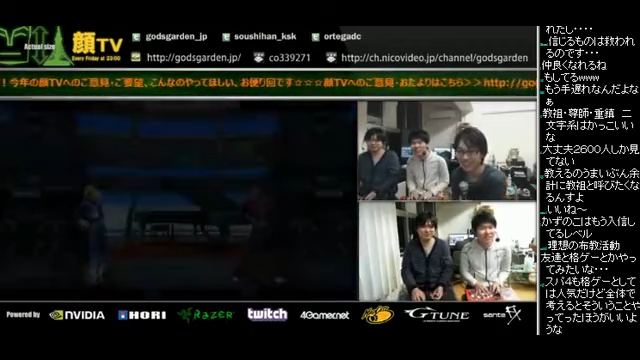 Actual size
顔TV
Every Friday at 23:00
godsgarden_jp
soushihan_ksk
ortegadc
http://godsgarden.jp/
co339271
http://ch.nicovideo.jp/channel/godsgarden
！今年の顔TVへのご意見・ご要望、こんなのやってほしい、お便り回です☆☆☆顔TVへのご意見・おたよりはこちら>>http://go
れたし・・・・
信じるものは救われ
るのです・・・
仲良くなれるね
もしてるwww
もう手遅れなんだよな
ぁ
教祖・尊師・重鎮 二
文字系はかっこいい
な
大丈夫2600人しか見
てない
教えるのうまいぶん余
計に教祖と呼びたくな
るんすよ
いいね〜
かずのこはもう入信し
てるレベル
理想の布教活動
友達と格ゲーとかやっ
てみたいな・・・
スパ4も格ゲーとして
は人気だけど全体で
考えるとそういうことや
ってったほうがいいよ
うな
Powered by
NVIDIA
HORI
RAZER
twitch
4Gamer.net
G TUNE